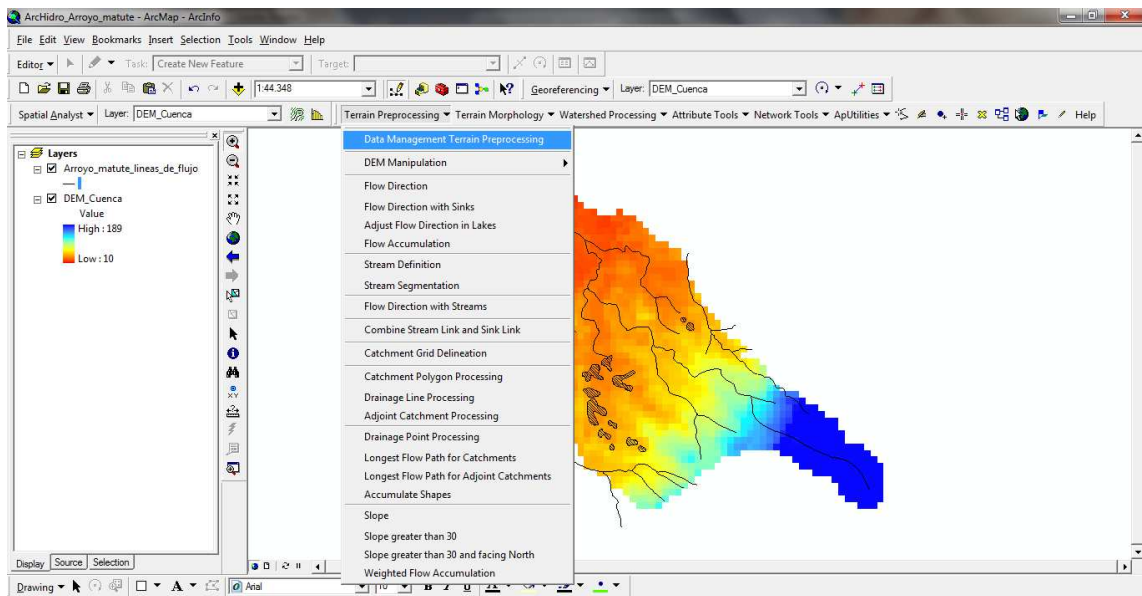 ArcHidro_Arroyo_matute - ArcMap - ArcInfo
File Edit View Bookmarks Insert Selection Tools Window Help
Editor Task: Create New Feature Target:
1:44.348 Georeferencing Layer: DEM_Cuenca
Spatial Analyst Layer: DEM_Cuenca Terrain Preprocessing Terrain Morphology Watershed Processing Attribute Tools Network Tools ApUtilities Help
Layers
Arroyo_matute_lineas_de_flujo
DEM_Cuenca
Value
High : 189
Low : 10
Data Management Terrain Preprocessing
DEM Manipulation
Flow Direction
Flow Direction with Sinks
Adjust Flow Direction in Lakes
Flow Accumulation
Stream Definition
Stream Segmentation
Flow Direction with Streams
Combine Stream Link and Sink Link
Catchment Grid Delineation
Catchment Polygon Processing
Drainage Line Processing
Adjoint Catchment Processing
Drainage Point Processing
Longest Flow Path for Catchments
Longest Flow Path for Adjoint Catchments
Accumulate Shapes
Slope
Slope greater than 30
Slope greater than 30 and facing North
Weighted Flow Accumulation
Display Source Selection
Drawing A Arial 10 B I U A